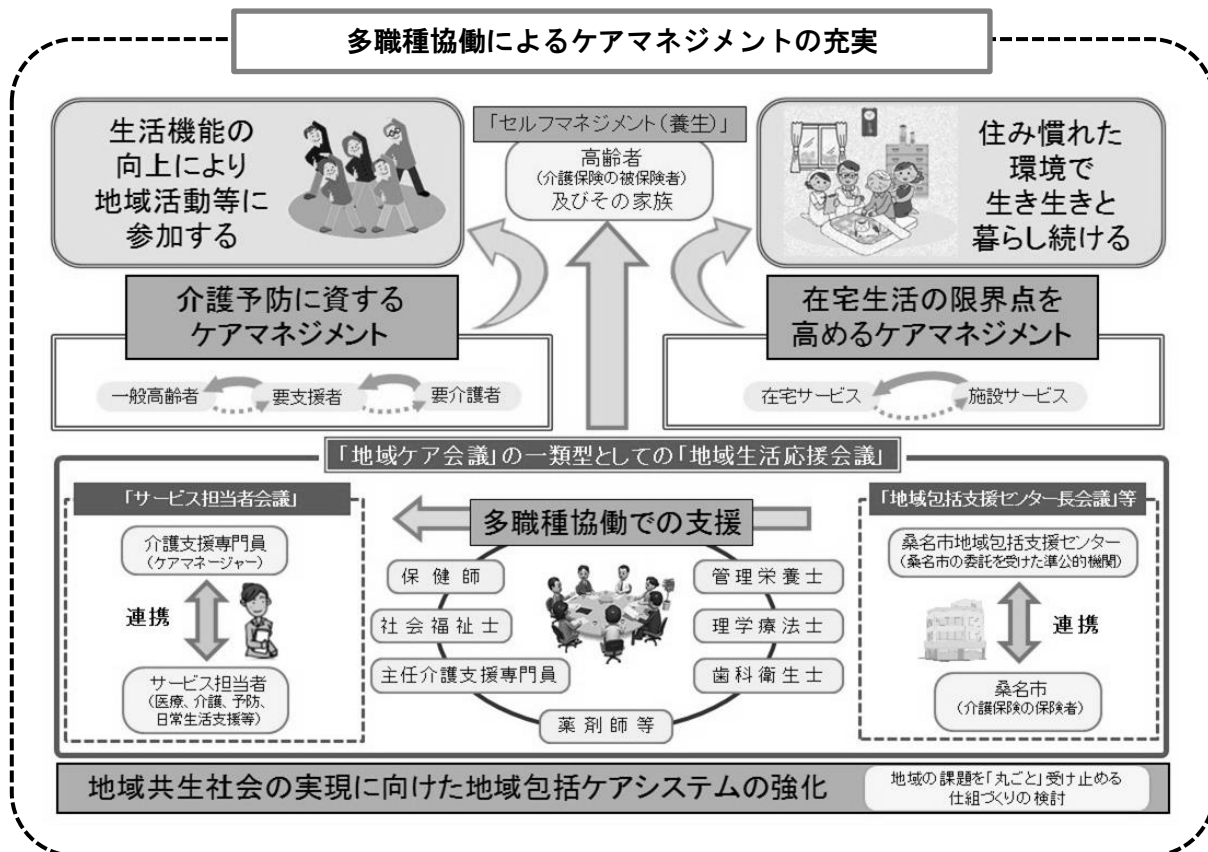 多職種協働によるケアマネジメントの充実
生活機能の
向上により
地域活動等に
参加する
「セルフマネジメント(養生)」
高齢者
(介護保険の被保険者)
及びその家族
住み慣れた
環境で
生き生きと
暮らし続ける
介護予防に資する
ケアマネジメント
在宅生活の限界点を
高めるケアマネジメント
一般高齢者
要支援者
要介護者
在宅サービス
施設サービス
「地域ケア会議」の一類型としての「地域生活応援会議」
「サービス担当者会議」
介護支援専門員
(ケアマネージャー)
連携
サービス担当者
(医療、介護、予防、
日常生活支援等)
多職種協働での支援
保健師
社会福祉士
主任介護支援専門員
管理栄養士
理学療法士
歯科衛生士
薬剤師等
「地域包括支援センター長会議」等
桑名市地域包括支援センター
(桑名市の委託を受けた準公的機関)
連携
桑名市
(介護保険の保険者)
地域共生社会の実現に向けた地域包括ケアシステムの強化
地域の課題を「丸ごと」受け止める
仕組づくりの検討